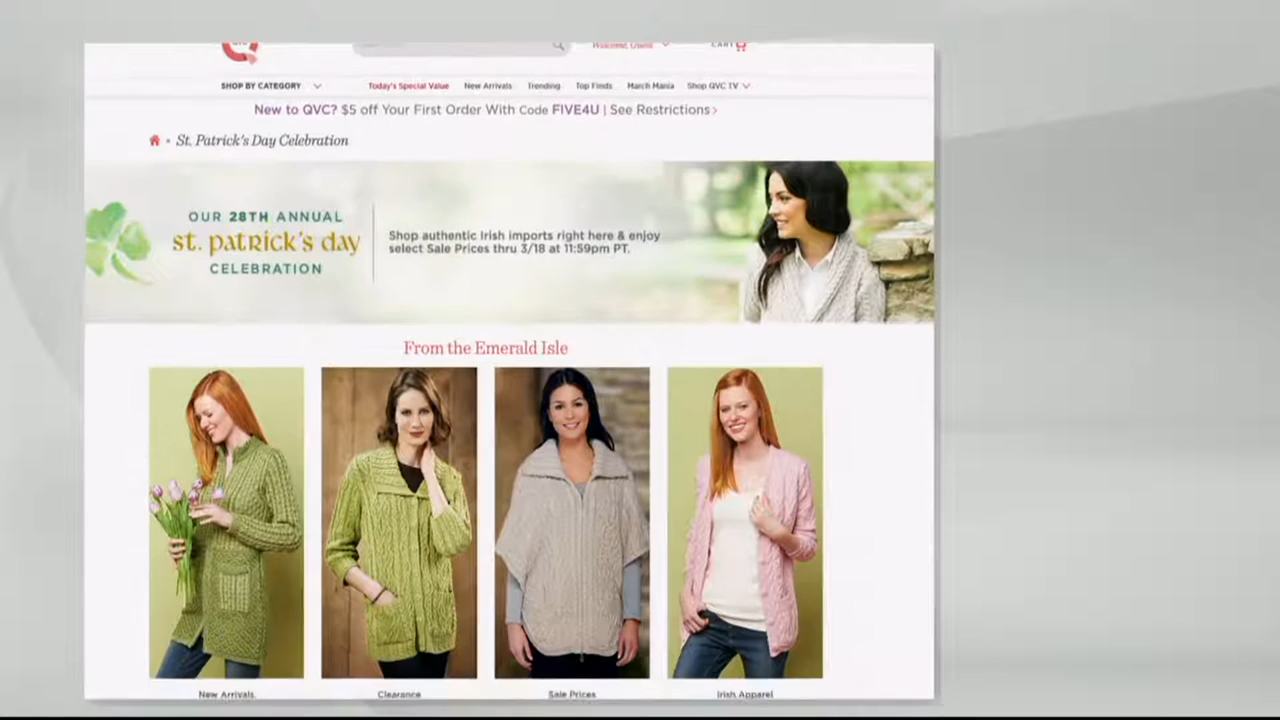 Welcome, Guest
CART
SHOP BY CATEGORY
Today's Special Value
New Arrivals
Trending
Top Finds
March Mania
Shop QVC TV
New to QVC? $5 off Your First Order With Code FIVE4U | See Restrictions
St. Patrick's Day Celebration
OUR 28TH ANNUAL
st. patrick's day
CELEBRATION
Shop authentic Irish imports right here & enjoy
select Sale Prices thru 3/18 at 11:59pm PT.
From the Emerald Isle
New Arrivals
Clearance
Sale Prices
Irish Apparel